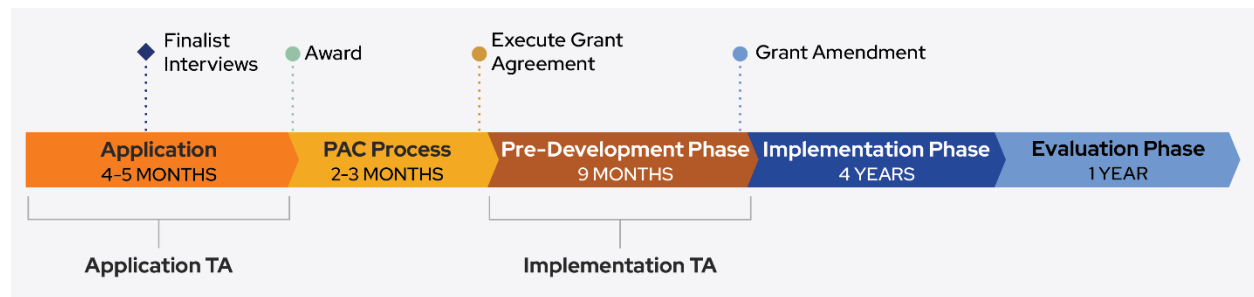 Finalist
Interviews
Award
Execute Grant
Agreement
Grant Amendment
Application
4–5 MONTHS
PAC Process
2-3 MONTHS
Pre-Development Phase
9 MONTHS
Implementation Phase
4 YEARS
Evaluation Phase
1 YEAR
Application TA
Implementation TA